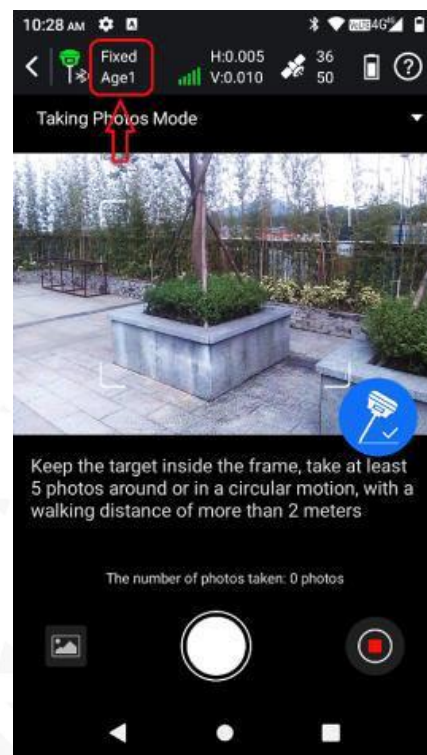 10:28 AM
VoLTE 4G
Fixed
Age1
H:0.005
V:0.010
36
50
Taking Photos Mode
Keep the target inside the frame, take at least
5 photos around or in a circular motion, with a
walking distance of more than 2 meters
The number of photos taken: 0 photos